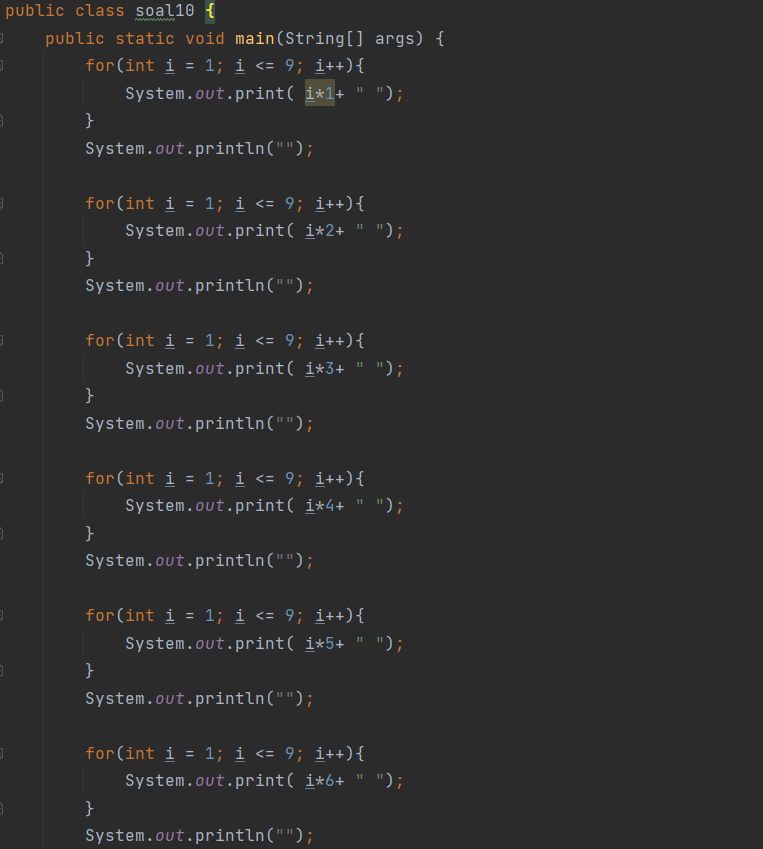 public class soal10 {
public static void main(String[] args) {
for(int i = 1; i <= 9; i++){
System.out.print( i*1+ " ");
}
System.out.println("");
for(int i = 1; i <= 9; i++){
System.out.print( i*2+ " ");
}
System.out.println("");
for(int i = 1; i <= 9; i++){
System.out.print( i*3+ " ");
}
System.out.println("");
for(int i = 1; i <= 9; i++){
System.out.print( i*4+ " ");
}
System.out.println("");
for(int i = 1; i <= 9; i++){
System.out.print( i*5+ " ");
}
System.out.println("");
for(int i = 1; i <= 9; i++){
System.out.print( i*6+ " ");
}
System.out.println("");